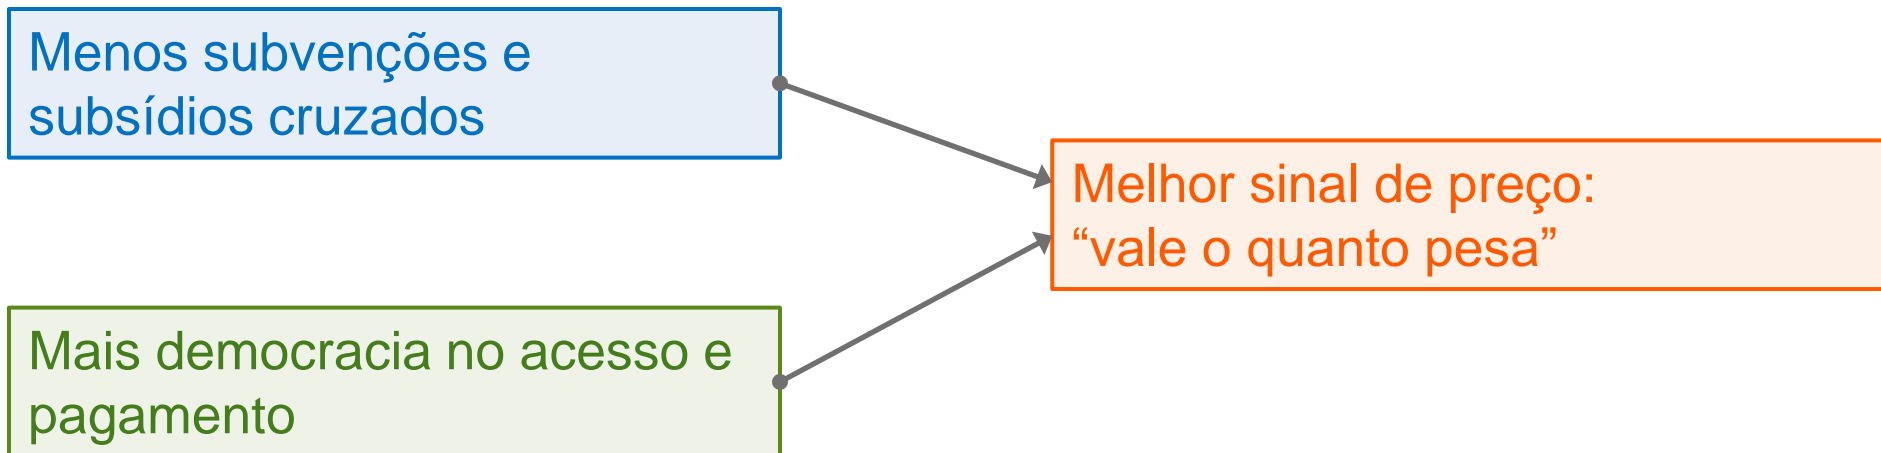 Menos subvenções e
subsídios cruzados
Melhor sinal de preço:
“vale o quanto pesa”
Mais democracia no acesso e
pagamento